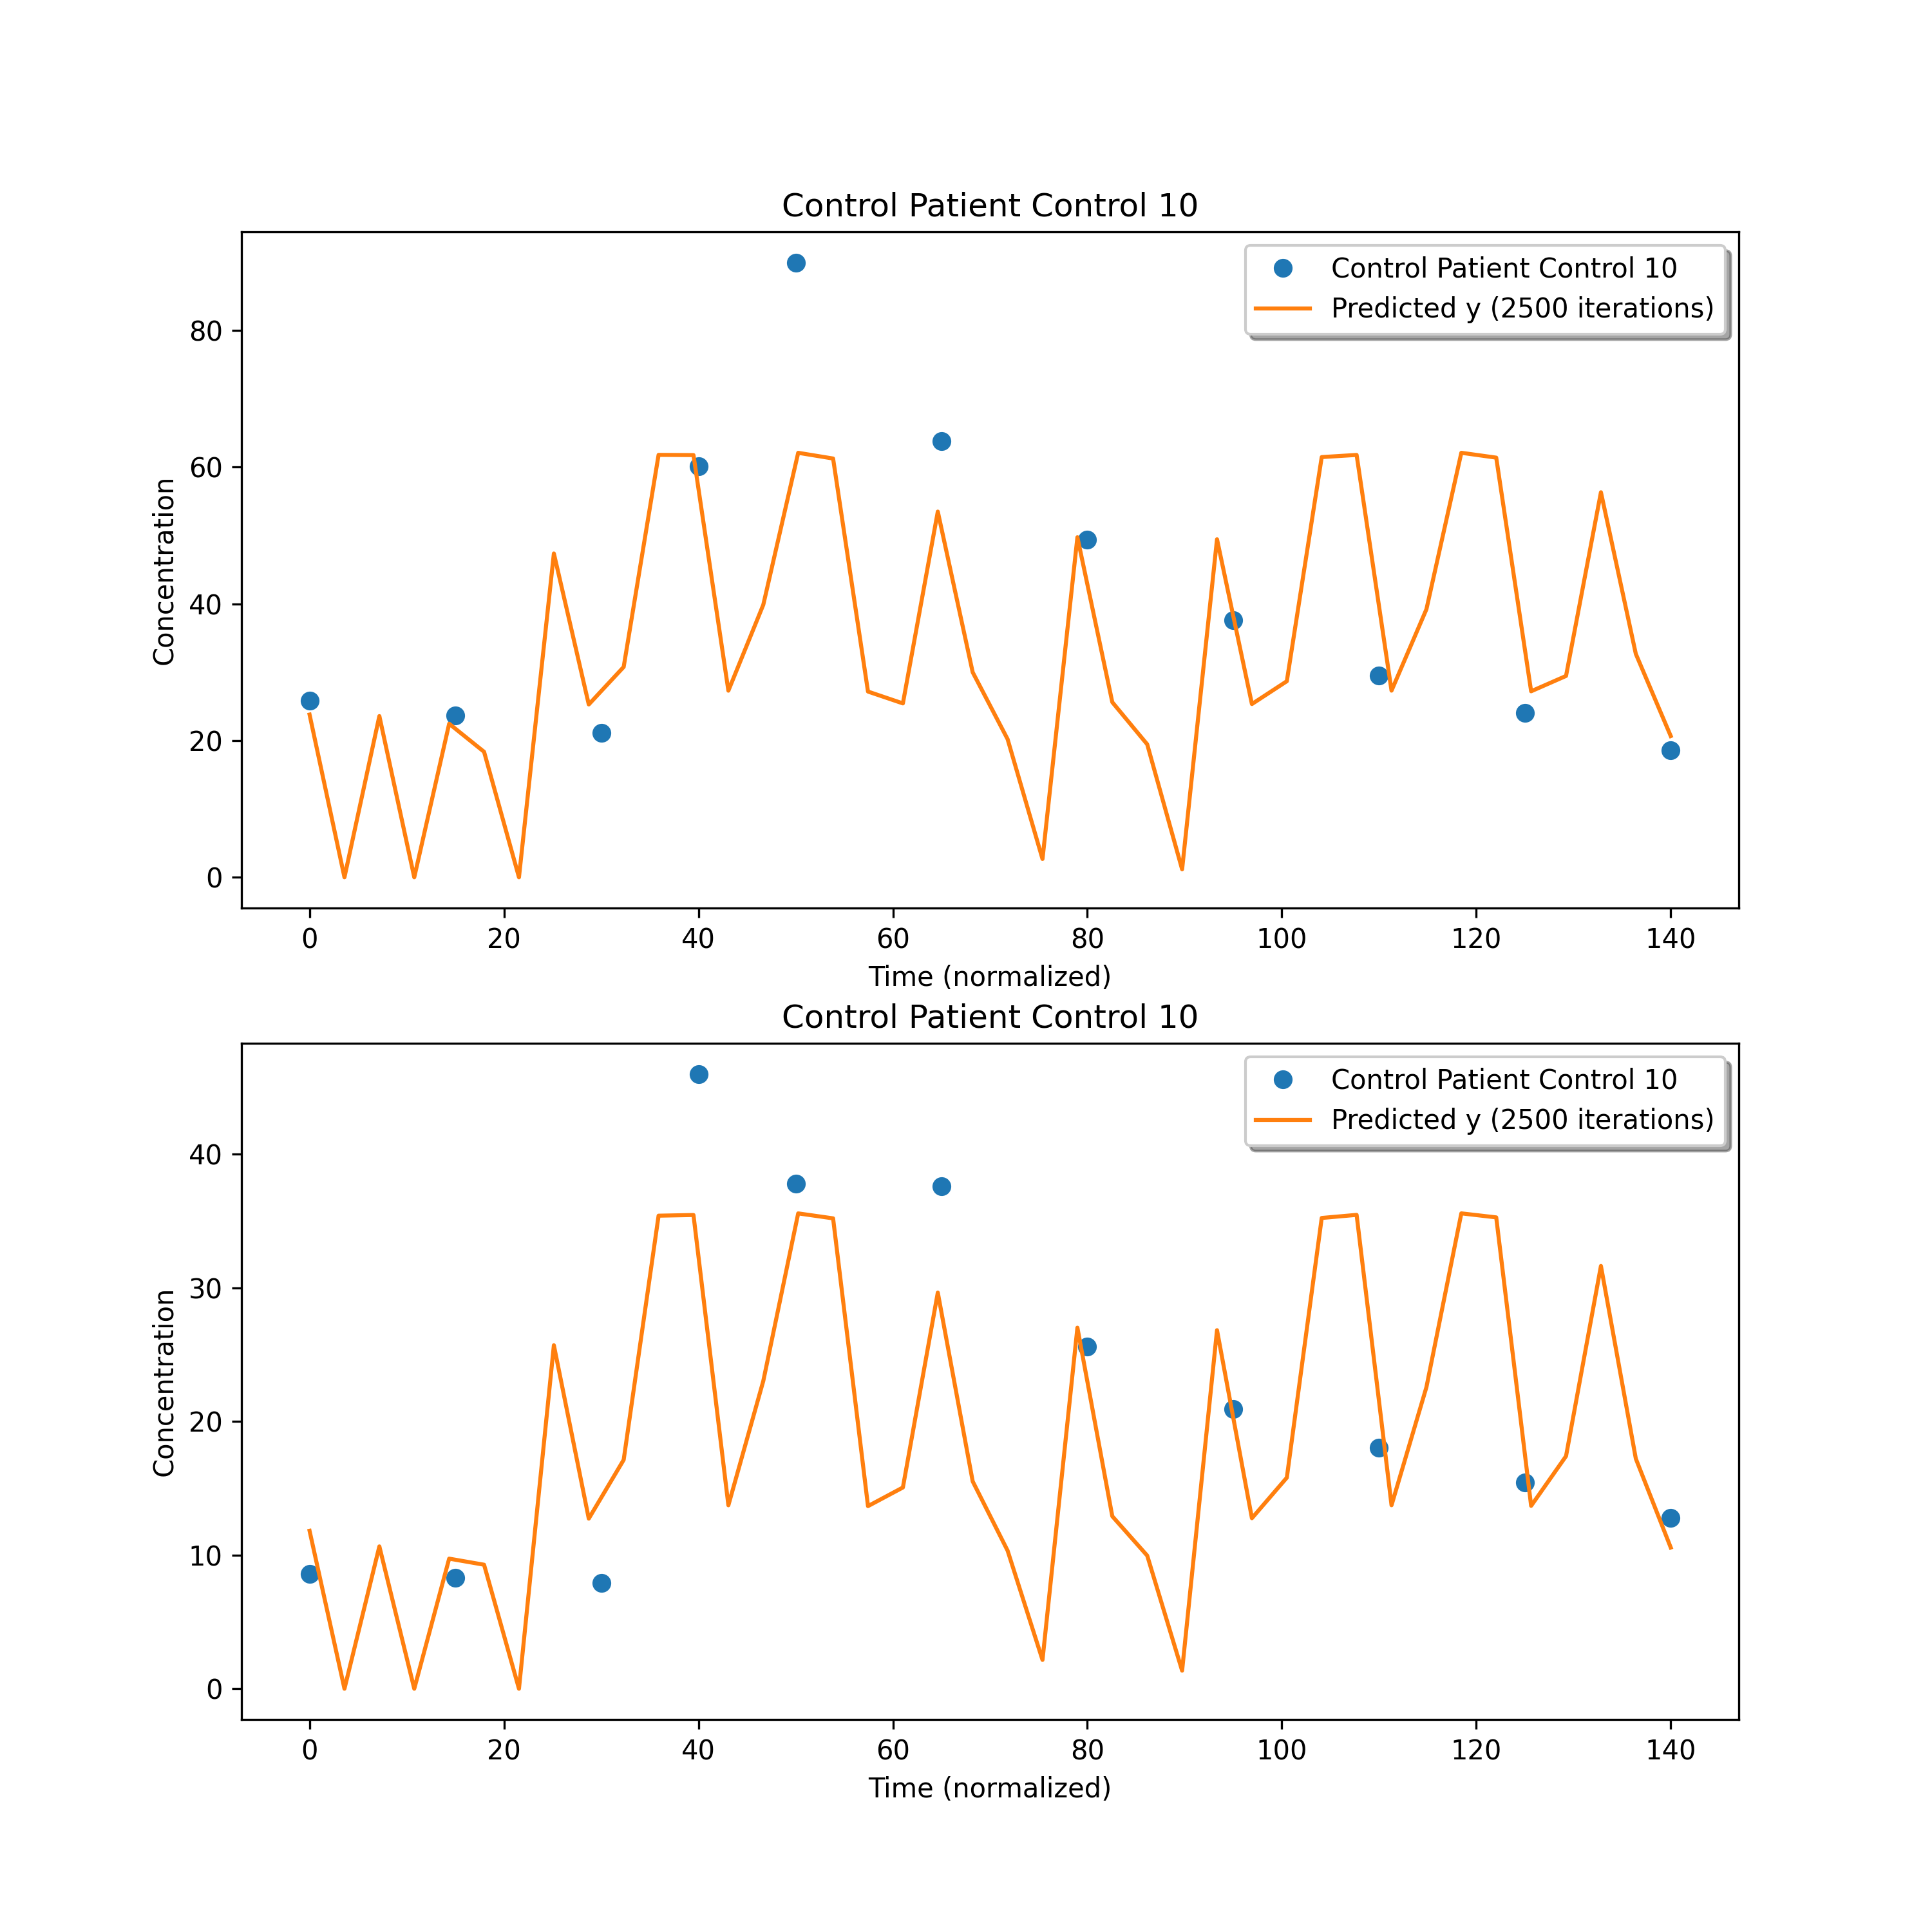 Control Patient Control 10
Control Patient Control 10
Predicted y (2500 iterations)
80
60
40
20
0
Concentration
0 20 40 60 80 100 120 140
Time (normalized)
Control Patient Control 10
Control Patient Control 10
Predicted y (2500 iterations)
40
30
20
10
0
Concentration
0 20 40 60 80 100 120 140
Time (normalized)